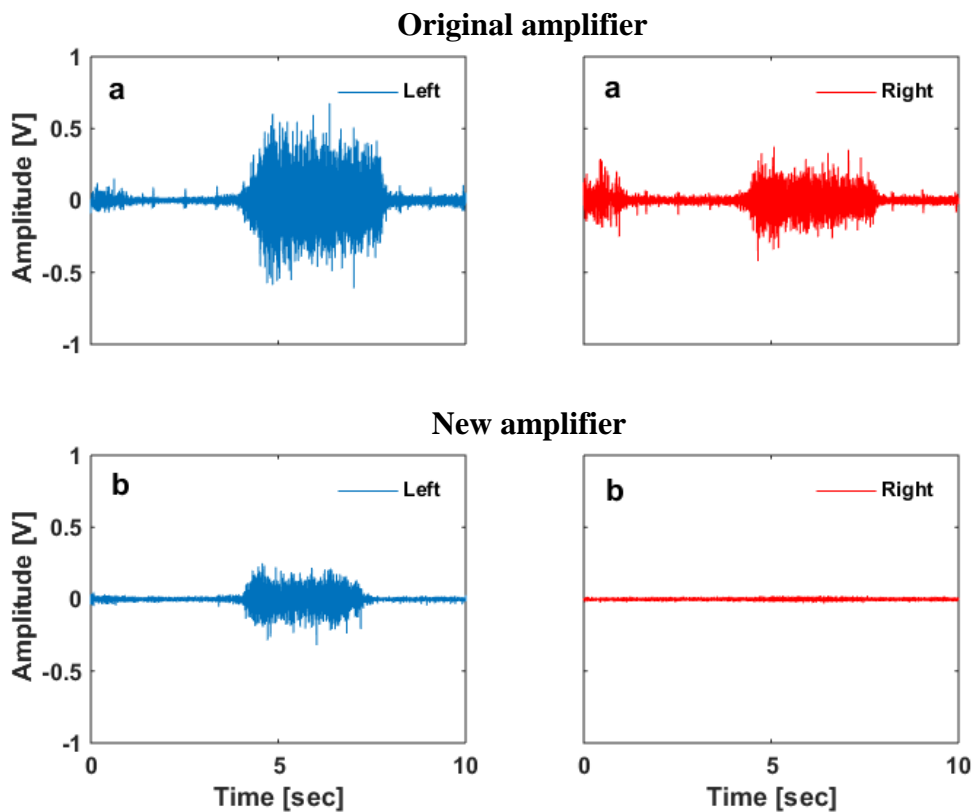 Original amplifier
1
a
Left
0.5
0
-0.5
-1
Amplitude [V]
a
Right
New amplifier
1
b
Left
0.5
0
-0.5
-1
Amplitude [V]
0
5
10
Time [sec]
b
Right
0
5
10
Time [sec]